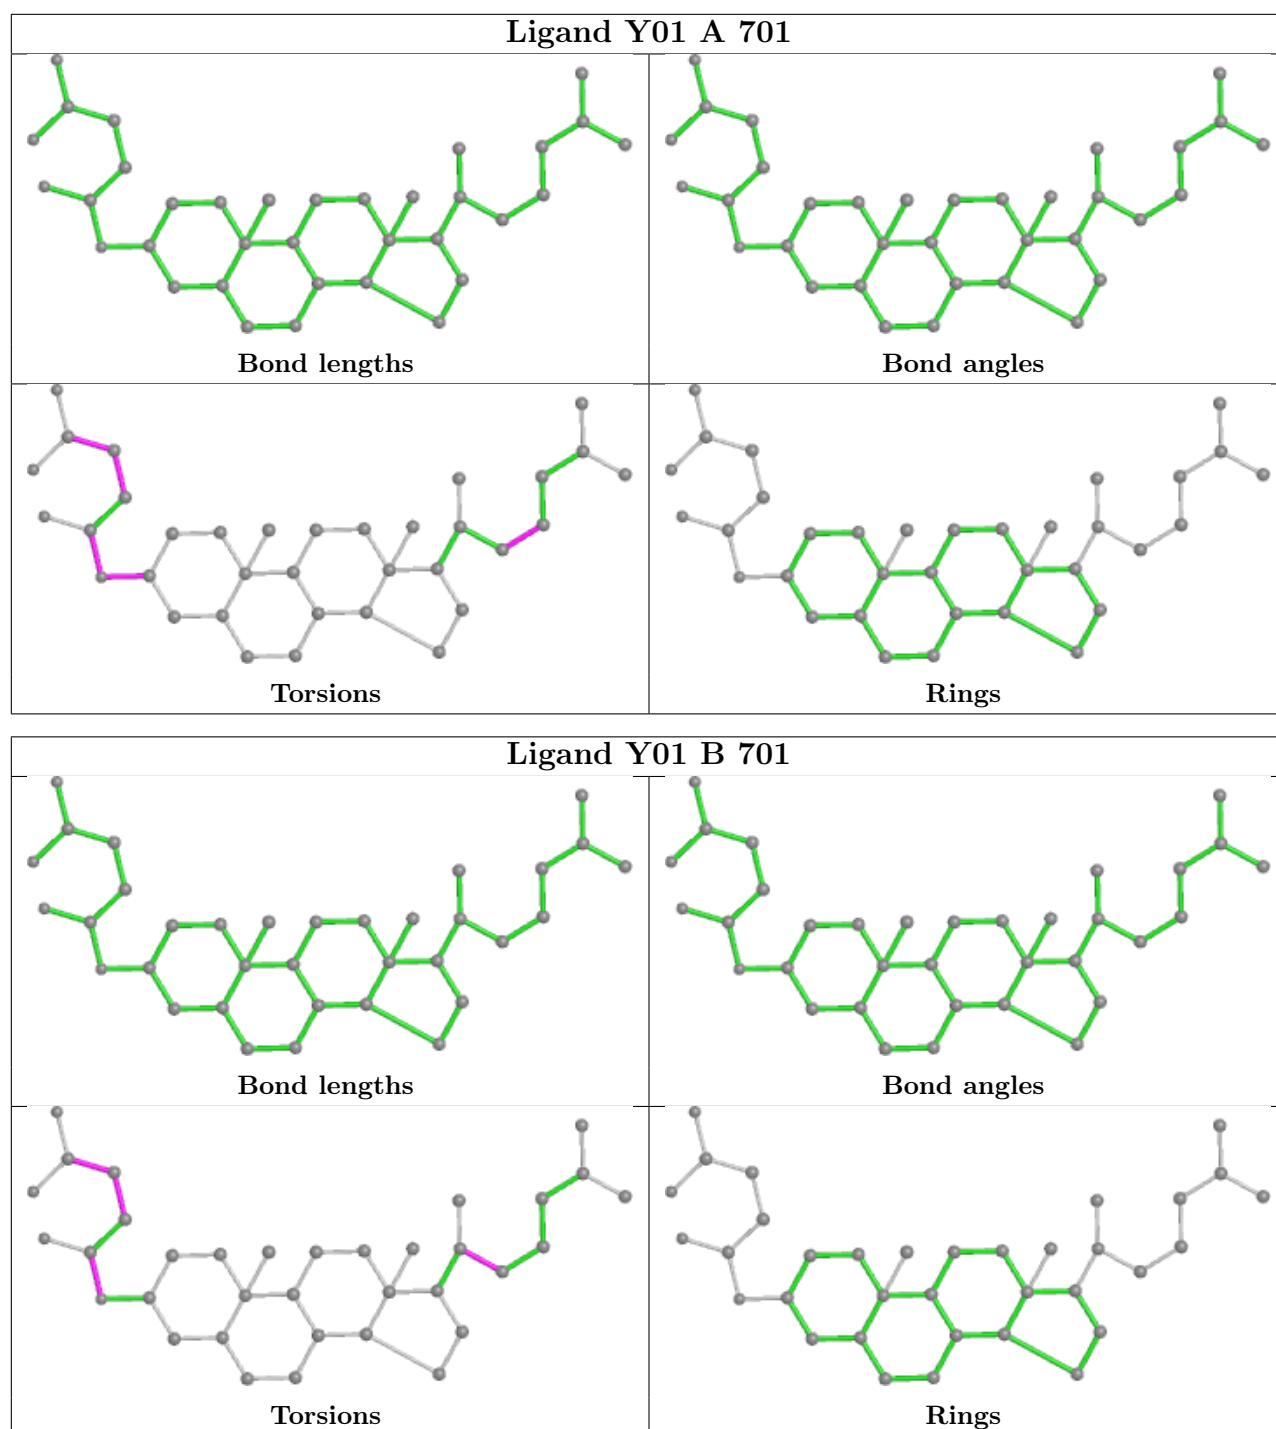 Ligand Y01 A 701
Bond lengths
Bond angles
Torsions
Rings
Ligand Y01 B 701
Bond lengths
Bond angles
Torsions
Rings